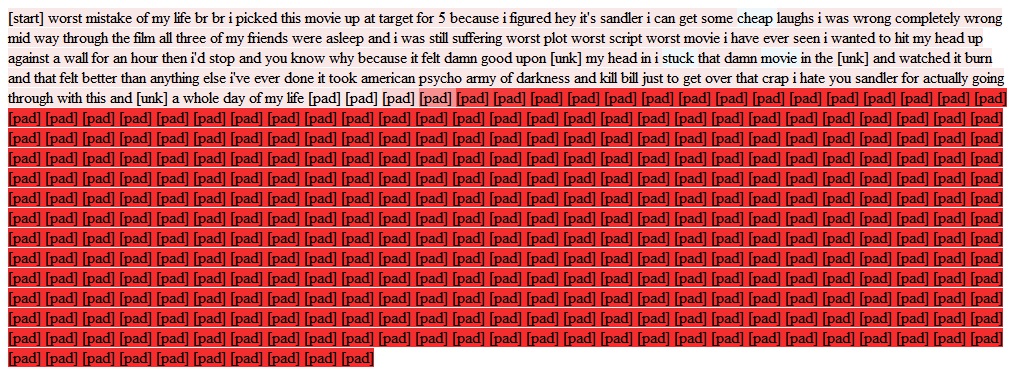 [start] worst mistake of my life br br i picked this movie up at target for 5 because i figured hey it's sandler i can get some cheap laughs i was wrong completely wrong
mid way through the film all three of my friends were asleep and i was still suffering worst plot worst script worst movie i have ever seen i wanted to hit my head up
against a wall for an hour then i'd stop and you know why because it felt damn good upon [unk] my head in i stuck that damn movie in the [unk] and watched it burn
and that felt better than anything else i've ever done it took american psycho army of darkness and kill bill just to get over that crap i hate you sandler for actually going
through with this and [unk] a whole day of my life [pad] [pad] [pad] [pad] [pad] [pad] [pad] [pad] [pad] [pad] [pad] [pad] [pad] [pad] [pad] [pad] [pad] [pad] [pad]
[pad] [pad] [pad] [pad] [pad] [pad] [pad] [pad] [pad] [pad] [pad] [pad] [pad] [pad] [pad] [pad] [pad] [pad] [pad] [pad] [pad] [pad] [pad] [pad] [pad] [pad] [pad]
[pad] [pad] [pad] [pad] [pad] [pad] [pad] [pad] [pad] [pad] [pad] [pad] [pad] [pad] [pad] [pad] [pad] [pad] [pad] [pad] [pad] [pad] [pad] [pad] [pad] [pad] [pad]
[pad] [pad] [pad] [pad] [pad] [pad] [pad] [pad] [pad] [pad] [pad] [pad] [pad] [pad] [pad] [pad] [pad] [pad] [pad] [pad] [pad] [pad] [pad] [pad] [pad] [pad] [pad]
[pad] [pad] [pad] [pad] [pad] [pad] [pad] [pad] [pad] [pad] [pad] [pad] [pad] [pad] [pad] [pad] [pad] [pad] [pad] [pad] [pad] [pad] [pad] [pad] [pad] [pad] [pad]
[pad] [pad] [pad] [pad] [pad] [pad] [pad] [pad] [pad] [pad] [pad] [pad] [pad] [pad] [pad] [pad] [pad] [pad] [pad] [pad] [pad] [pad] [pad] [pad] [pad] [pad] [pad]
[pad] [pad] [pad] [pad] [pad] [pad] [pad] [pad] [pad] [pad] [pad] [pad] [pad] [pad] [pad] [pad] [pad] [pad] [pad] [pad] [pad] [pad] [pad] [pad] [pad] [pad] [pad]
[pad] [pad] [pad] [pad] [pad] [pad] [pad] [pad] [pad] [pad] [pad] [pad] [pad] [pad] [pad] [pad] [pad] [pad] [pad] [pad] [pad] [pad] [pad] [pad] [pad] [pad] [pad]
[pad] [pad] [pad] [pad] [pad] [pad] [pad] [pad] [pad] [pad] [pad] [pad] [pad] [pad] [pad] [pad] [pad] [pad] [pad] [pad] [pad] [pad] [pad] [pad] [pad] [pad] [pad]
[pad] [pad] [pad] [pad] [pad] [pad] [pad] [pad] [pad] [pad] [pad] [pad] [pad] [pad] [pad] [pad] [pad] [pad] [pad] [pad] [pad] [pad] [pad] [pad] [pad] [pad] [pad]
[pad] [pad] [pad] [pad] [pad] [pad] [pad] [pad] [pad] [pad] [pad] [pad] [pad] [pad] [pad] [pad] [pad] [pad] [pad] [pad] [pad] [pad] [pad] [pad] [pad] [pad] [pad]
[pad] [pad] [pad] [pad] [pad] [pad] [pad] [pad] [pad] [pad] [pad] [pad] [pad] [pad] [pad] [pad] [pad] [pad] [pad] [pad] [pad] [pad] [pad] [pad] [pad] [pad] [pad]
[pad] [pad] [pad] [pad] [pad] [pad] [pad] [pad] [pad] [pad] [pad] [pad] [pad] [pad] [pad] [pad] [pad] [pad] [pad] [pad] [pad] [pad] [pad] [pad] [pad] [pad] [pad]
[pad] [pad] [pad] [pad] [pad] [pad] [pad] [pad] [pad] [pad]